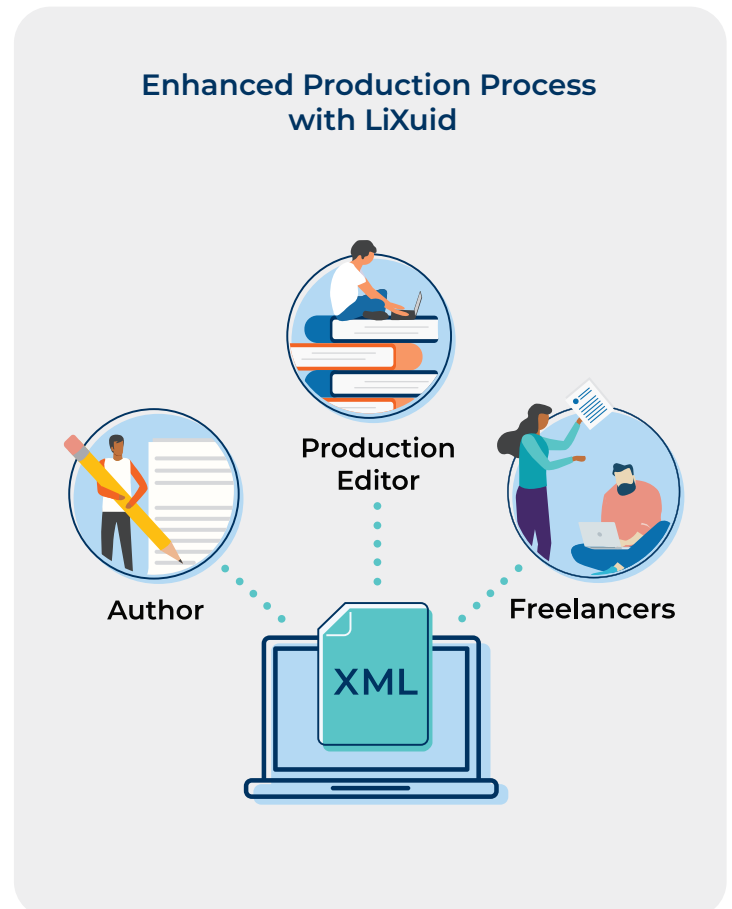 Enhanced Production Process
with LiXuid
Production
Editor
Author
Freelancers
XML